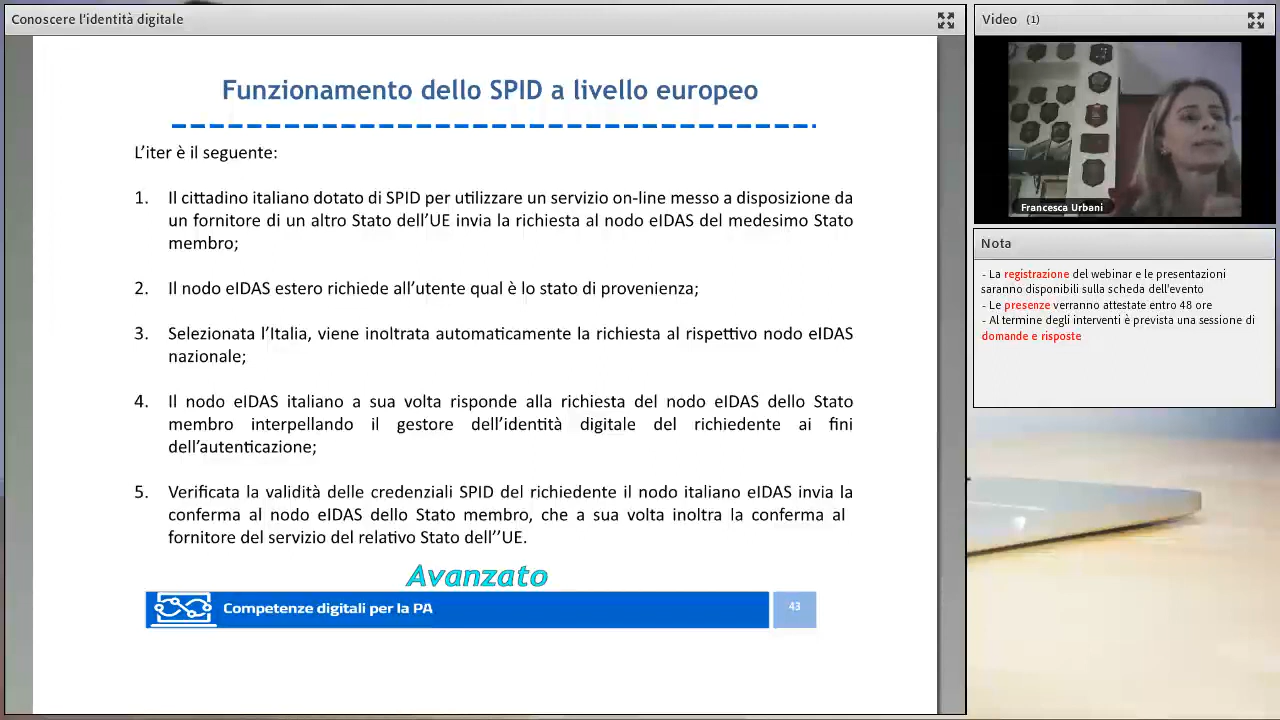 Conoscere l'identità digitale
Funzionamento dello SPID a livello europeo
L'iter è il seguente:
1. Il cittadino italiano dotato di SPID per utilizzare un servizio on-line messo a disposizione da
un fornitore di un altro stato dell'UE invia la richiesta al nodo eIDAS del medesimo Stato
membro;
2. Il nodo eIDAS estero richiede all'utente qual è lo stato di provenienza;
3. Selezionata l'Italia, viene inoltrata automaticamente la richiesta al rispettivo nodo eIDAS
nazionale;
4. Il nodo eIDAS italiano a sua volta risponde alla richiesta del nodo eIDAS dello Stato
membro interpellando il gestore dell'identità digitale del richiedente ai fini
dell'autenticazione;
5. Verificata la validità delle credenziali SPID del richiedente il nodo italiano eIDAS invia la
conferma al nodo eIDAS dello Stato membro, che a sua volta inoltra la conferma al
fornitore del servizio del relativo Stato dell''UE.
Avanzato
Competenze digitali per la PA
43
Video (1)
Francesca Urbani
Nota
- La registrazione del webinar e le presentazioni
saranno disponibili sulla scheda dell'evento
- Le presenze verranno attestate entro 48 ore
- Al termine degli interventi è prevista una sessione di
domande e risposte